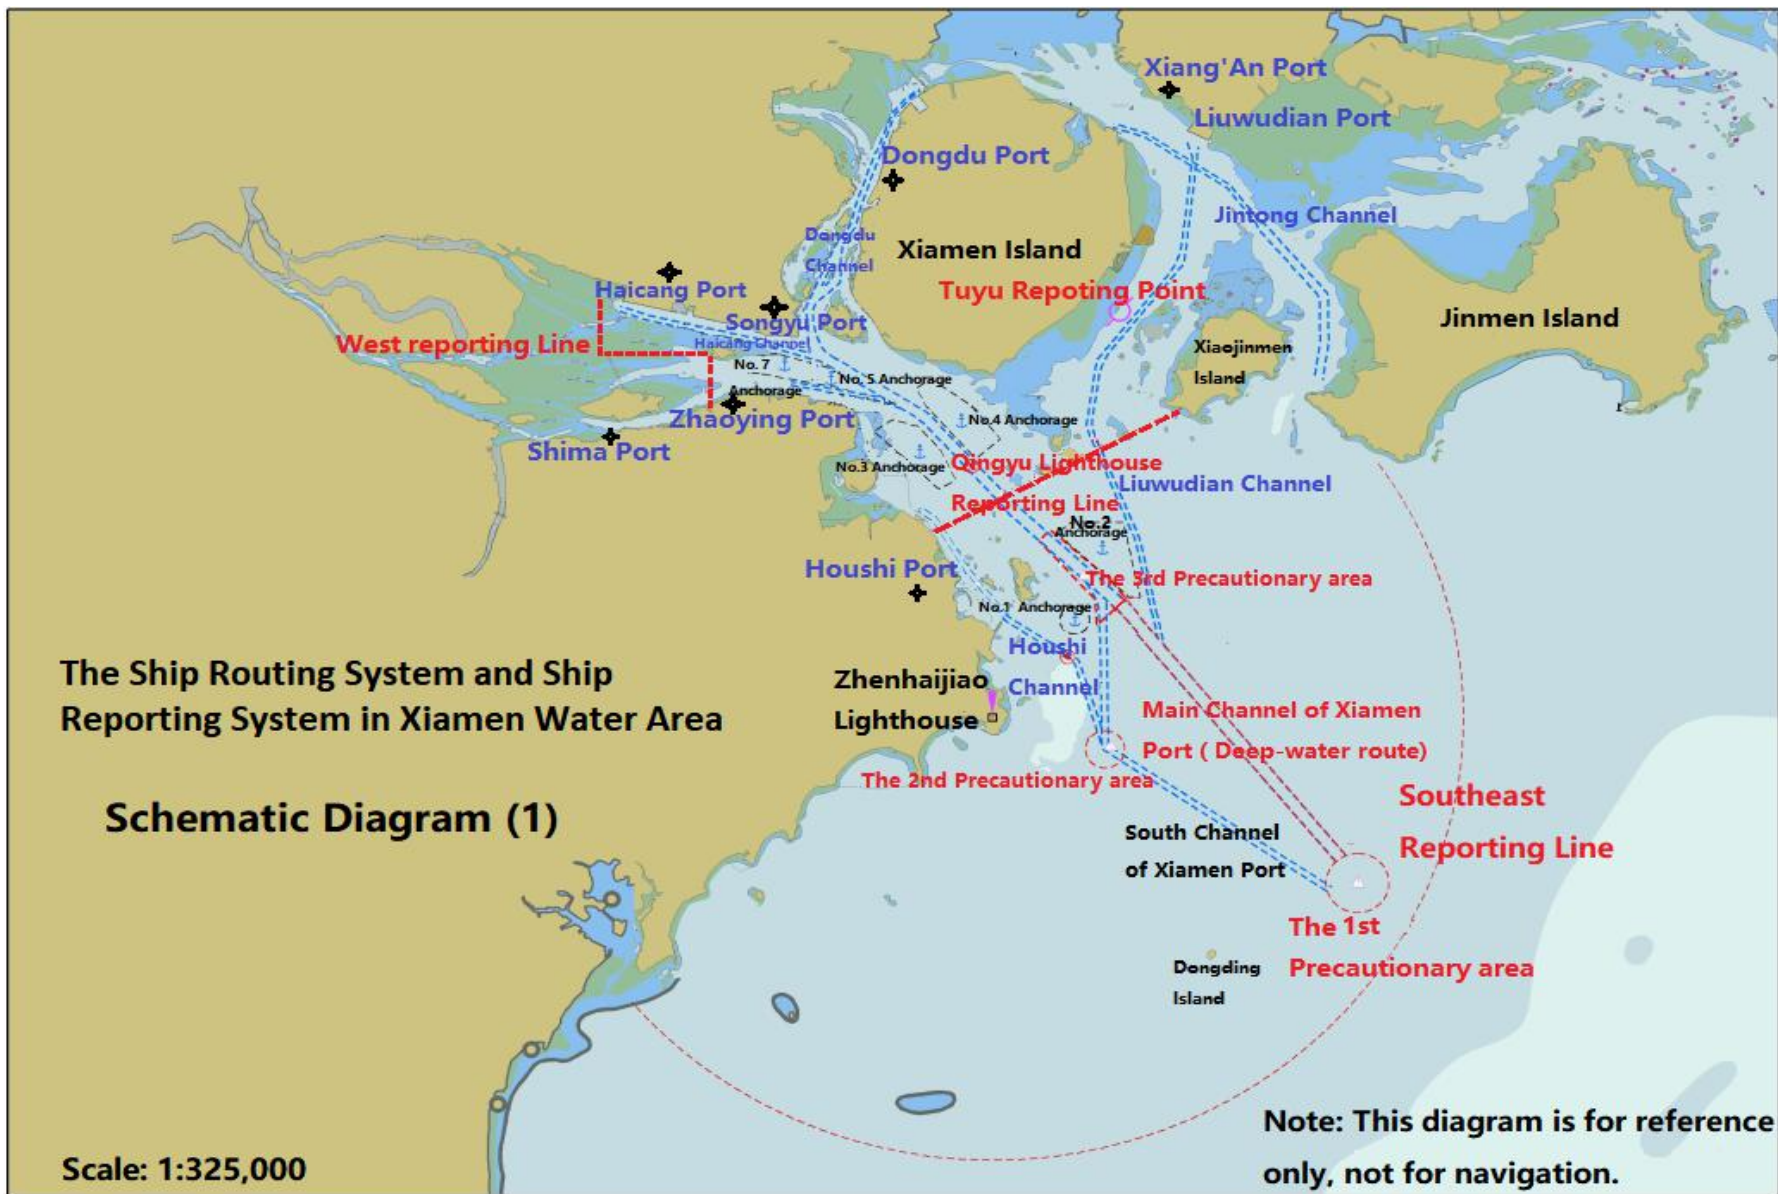 Xiang'An Port
Liuwudian Port
Dongdu Port
Jintong Channel
Dongdu
Channel
Xiamen Island
Haicang Port
Tuyu Repoting Point
Songyu Port
Jinmen Island
West reporting Line
Haicang Channel
Xiaojinmen
Island
No. 7
Anchorage
No. 5 Anchorage
Zhaoying Port
No.4 Anchorage
Shima Port
No.3 Anchorage
Qingyu Lighthouse
Reporting Line
Liuwudian Channel
No.2
Anchorage
Houshi Port
The 3rd Precautionary area
No.1 Anchorage
Houshi
Channel
The Ship Routing System and Ship
Reporting System in Xiamen Water Area
Zhenhaijiao
Lighthouse
Main Channel of Xiamen
Port ( Deep-water route)
The 2nd Precautionary area
Schematic Diagram (1)
Southeast
Reporting Line
South Channel
of Xiamen Port
The 1st
Precautionary area
Dongding
Island
Note: This diagram is for reference
only, not for navigation.
Scale: 1:325,000